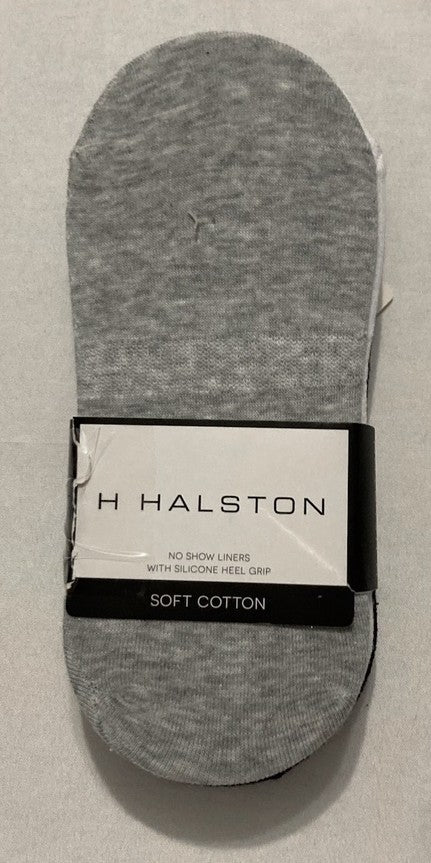 H HALSTON
NO SHOW LINERS
WITH SILICONE HEEL GRIP
SOFT COTTON